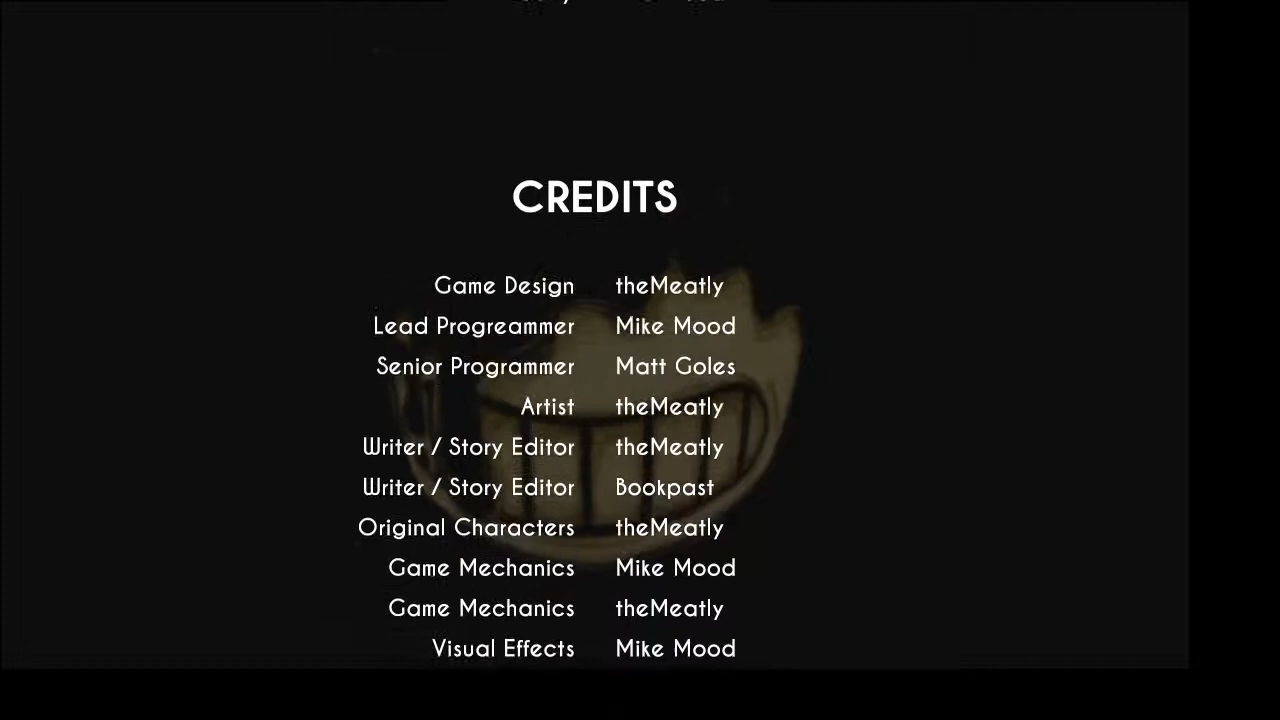 CREDITS
Game Design theMeatly
Lead Progreammer Mike Mood
Senior Programmer Matt Goles
Artist theMeatly
Writer / Story Editor theMeatly
Writer / Story Editor Bookpast
Original Characters theMeatly
Game Mechanics Mike Mood
Game Mechanics theMeatly
Visual Effects Mike Mood